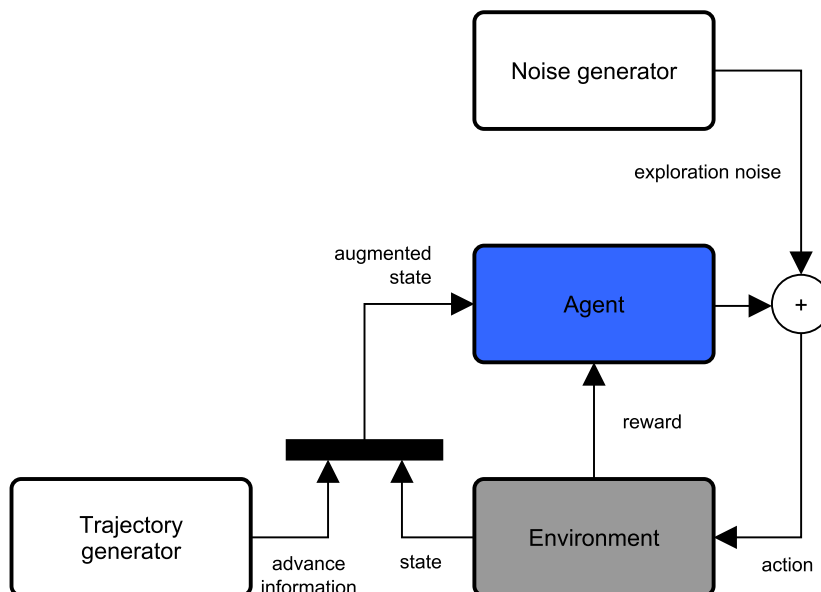 Noise generator
exploration noise
augmented
state
Agent
+
reward
Trajectory
generator
advance
information
state
Environment
action